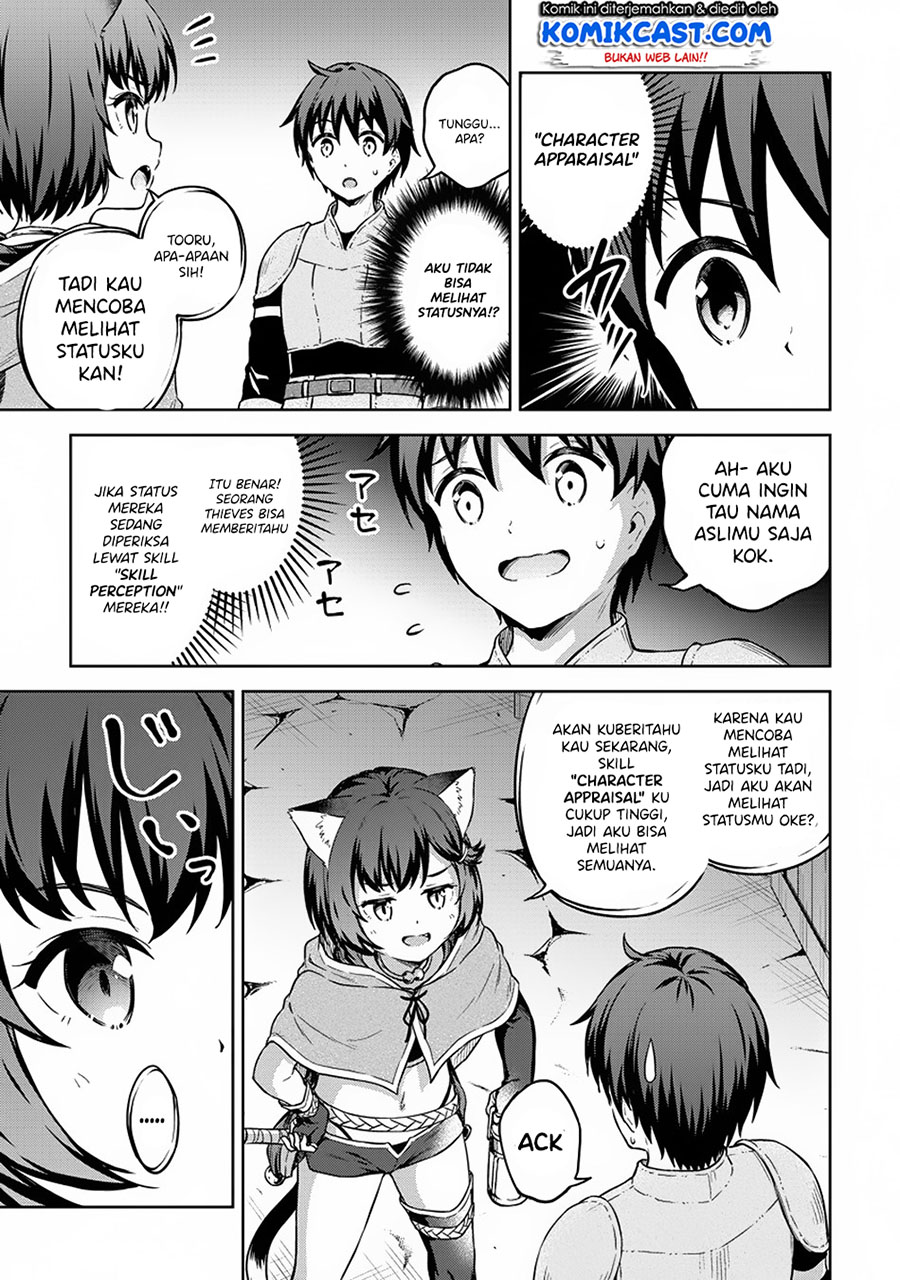 Komik ini diterjemahkan & diedit oleh
KOMIKCAST.COM
BUKAN WEB LAIN!!
"CHARACTER
APPARAISAL"
TUNGGU...
APA?
AKU TIDAK
BISA
MELIHAT
STATUSNYA!?
TOORU,
APA-APAAN
SIH!
TADI KAU
MENCOBA
MELIHAT
STATUSKU
KAN!
AH- AKU
CUMA INGIN
TAU NAMA
ASLIMU SAJA
KOK.
アセ
アセ
ITU BENAR!
SEORANG
THIEVES BISA
MEMBERITAHU
JIKA STATUS
MEREKA
SEDANG
DIPERIKSA
LEWAT SKILL
"SKILL
PERCEPTION"
MEREKA!!
KARENA KAU
MENCOBA
MELIHAT
STATUSKU TADI,
JADI AKU AKAN
MELIHAT
STATUSMU OKE?
AKAN KUBERITAHU
KAU SEKARANG,
SKILL
"CHARACTER
APPRAISAL" KU
CUKUP TINGGI,
JADI AKU BISA
MELIHAT
SEMUANYA.
ACK
じいっ
......